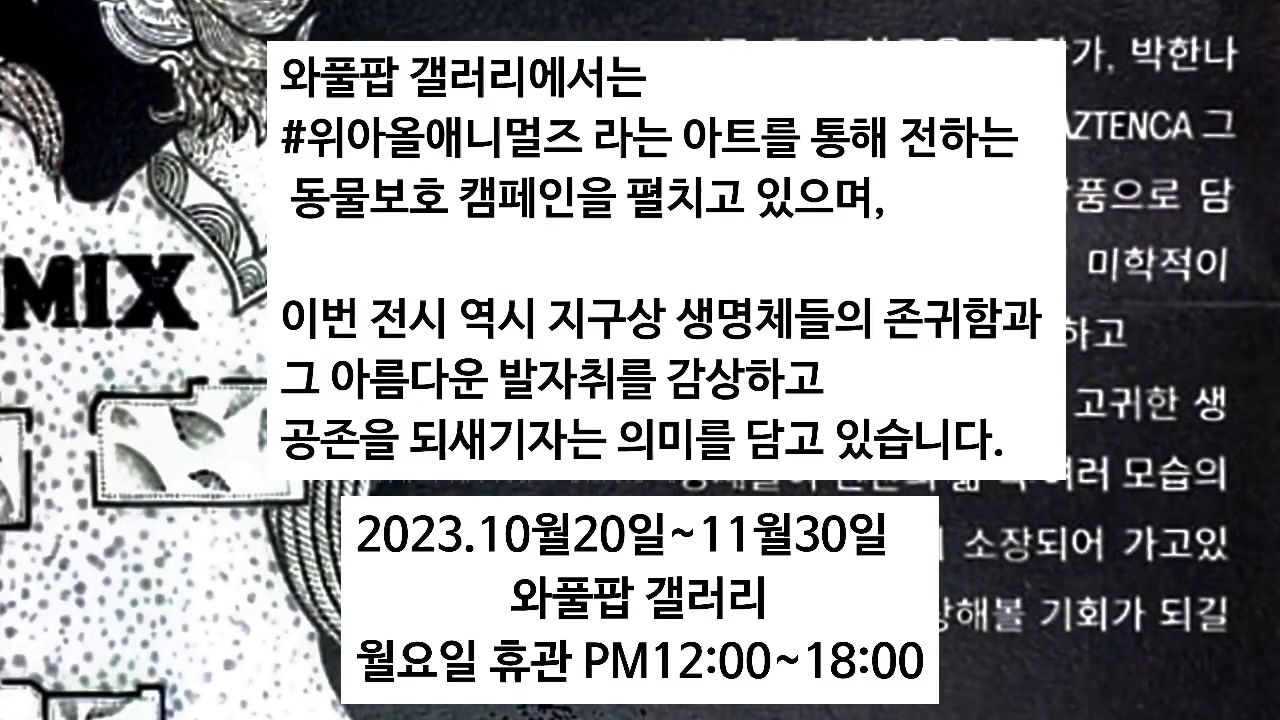 와풀팝 갤러리에서는
#위아올애니멀즈 라는 아트를 통해 전하는
동물보호 캠페인을 펼치고 있으며,
이번 전시 역시 지구상 생명체들의 존귀함과
그 아름다운 발자취를 감상하고
공존을 되새기자는 의미를 담고 있습니다.
2023.10월20일~11월30일
와풀팝 갤러리
월요일 휴관 PM12:00~18:00
MIX
박한나
AZTENCA 그
담
미학적이
하고
고귀한 생
모습의
소장되어 가고있
기회가 되길